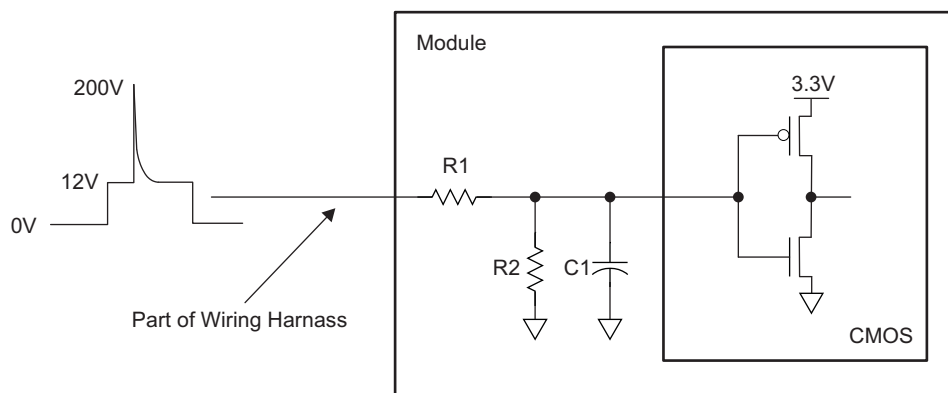 Module
200V
3.3V
R1
12V
0V
R2
C1
Part of Wiring Harnass
CMOS